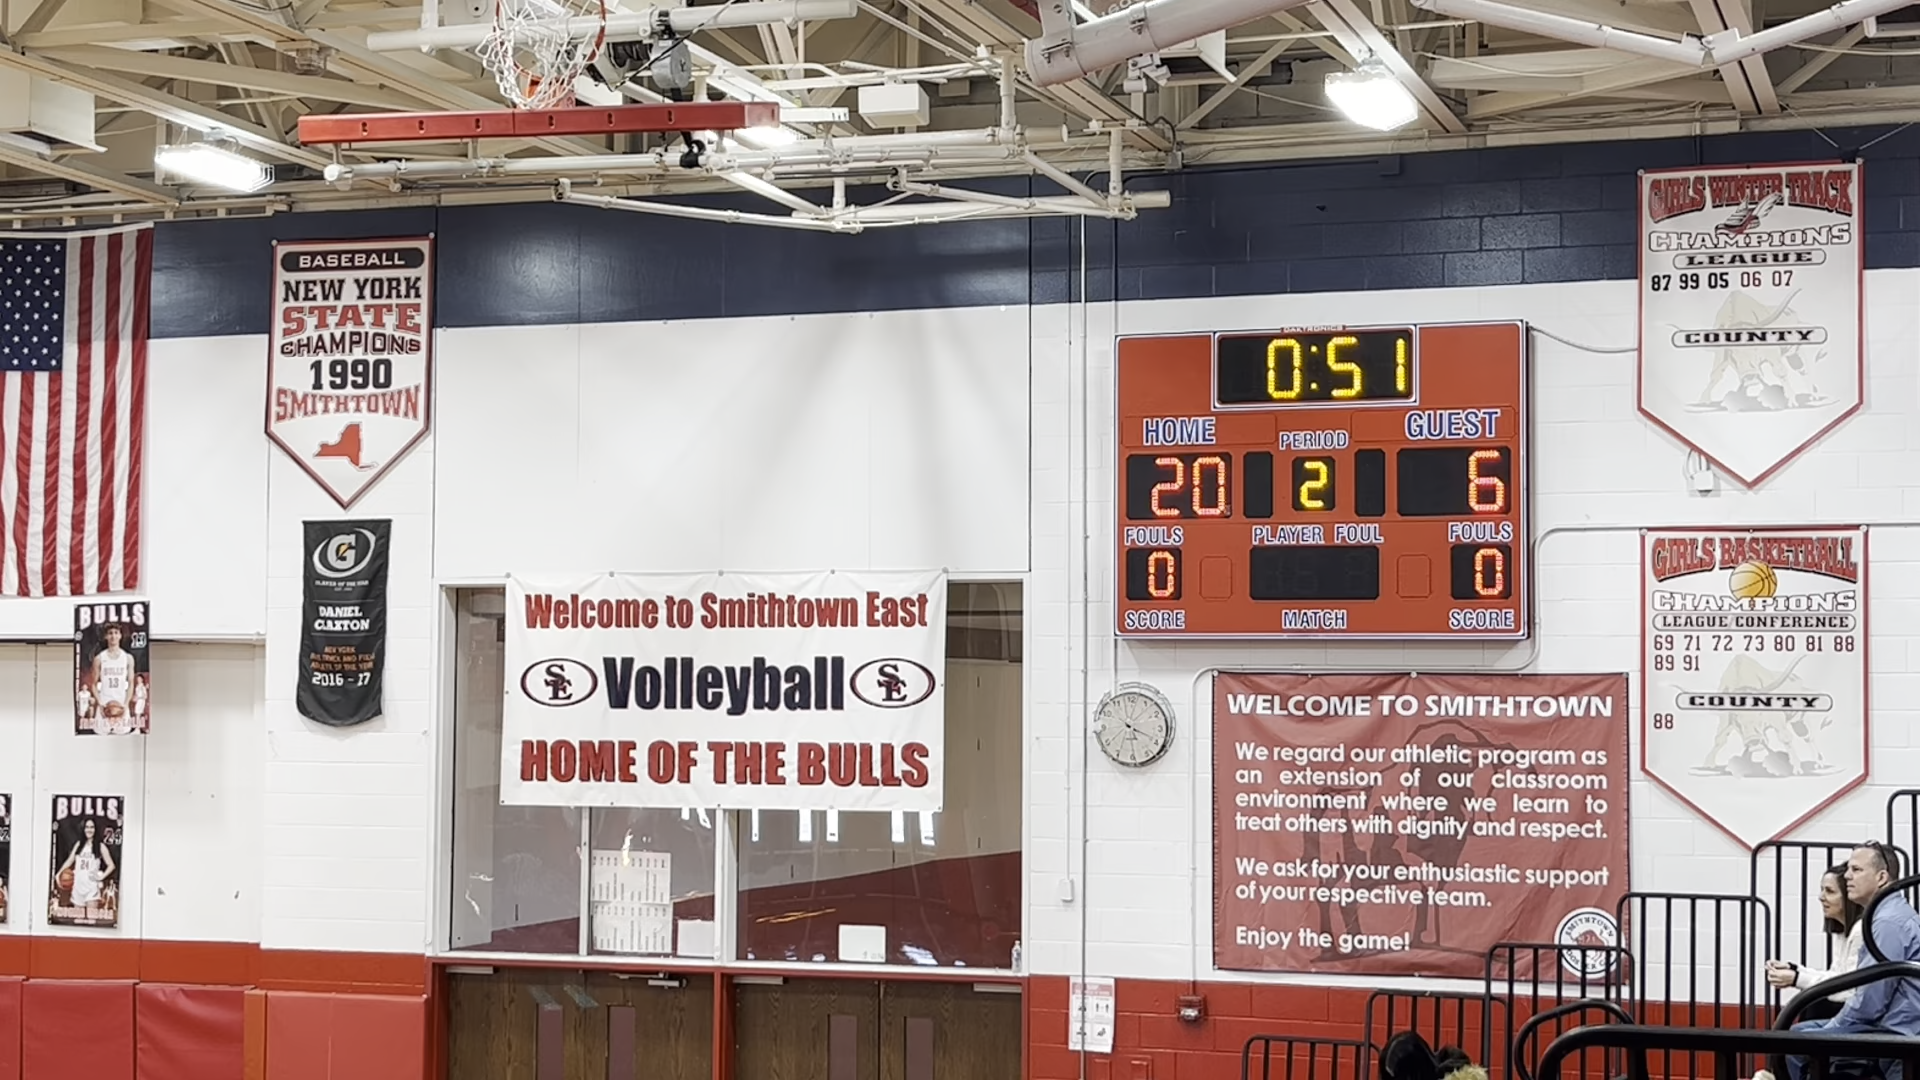 BASEBALL
NEW YORK
STATE
CHAMPIONS
1990
SMITHTOWN
G
DANIEL
CLAXTON
NEW YORK
2016 - 17
BULLS
13
BULLS
24
Welcome to Smithtown East
SE Volleyball SE
HOME OF THE BULLS
DAKTRONICS
0:51
HOME PERIOD GUEST
20 2 6
FOULS PLAYER FOUL FOULS
0 0
SCORE MATCH SCORE
WELCOME TO SMITHTOWN
We regard our athletic program as
an extension of our classroom
environment where we learn to
treat others with dignity and respect.
We ask for your enthusiastic support
of your respective team.
Enjoy the game!
SMITHTOWN
GIRLS WINTER TRACK
CHAMPIONS
LEAGUE
87 99 05 06 07
COUNTY
GIRLS BASKETBALL
CHAMPIONS
LEAGUE/CONFERENCE
69 71 72 73 80 81 88
89 91
COUNTY
88